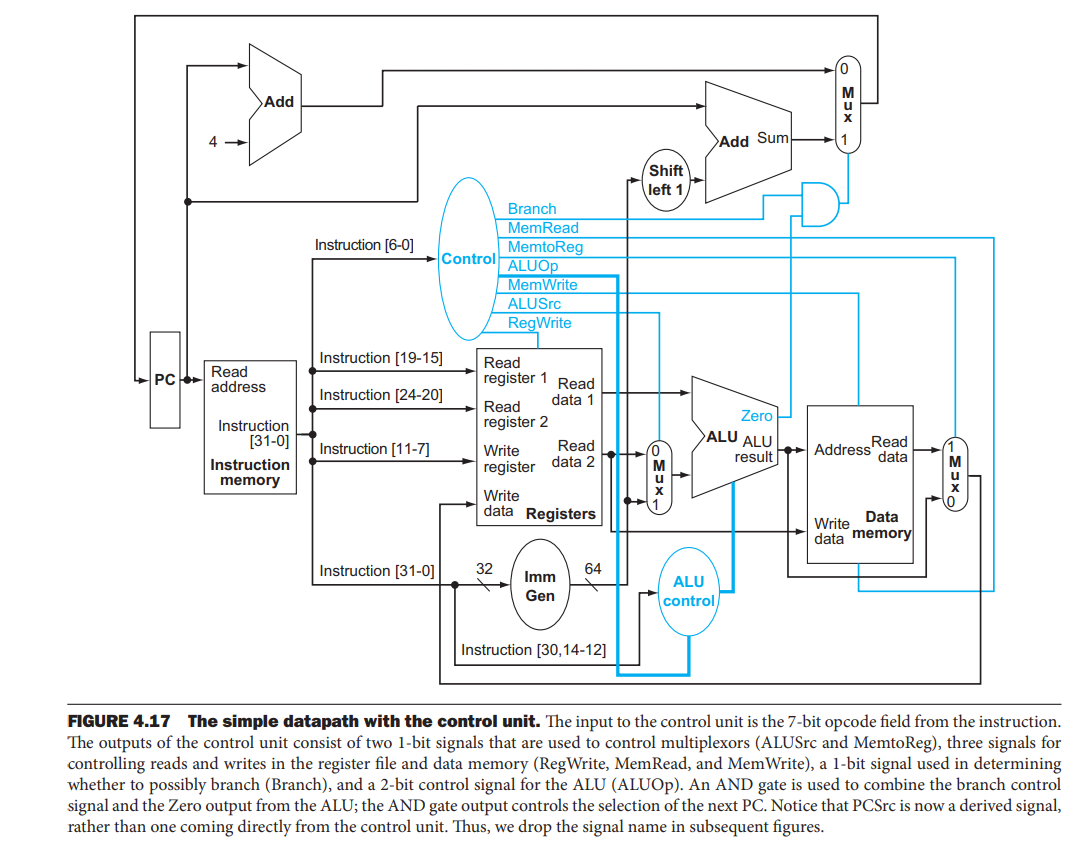 Add
4
0
M
u
x
1
Add Sum
Shift
left 1
Branch
MemRead
MemtoReg
ALUOp
MemWrite
ALUSrc
RegWrite
Control
Instruction [6-0]
PC
Read
address
Instruction
[31-0]
Instruction
memory
Instruction [19-15]
Instruction [24-20]
Instruction [11-7]
Instruction [31-0]
Read
register 1
Read
register 2
Write
register
Write
data
Read
data 1
Read
data 2
Registers
0
M
u
x
1
Zero
ALU
ALU
result
Address
Read
data
Write
data
Data
memory
1
M
u
x
0
32
Imm
Gen
64
ALU
control
Instruction [30,14-12]
FIGURE 4.17 The simple datapath with the control unit. The input to the control unit is the 7-bit opcode field from the instruction.
The outputs of the control unit consist of two 1-bit signals that are used to control multiplexors (ALUSrc and MemtoReg), three signals for
controlling reads and writes in the register file and data memory (RegWrite, MemRead, and MemWrite), a 1-bit signal used in determining
whether to possibly branch (Branch), and a 2-bit control signal for the ALU (ALUOp). An AND gate is used to combine the branch control
signal and the Zero output from the ALU; the AND gate output controls the selection of the next PC. Notice that PCSrc is now a derived signal,
rather than one coming directly from the control unit. Thus, we drop the signal name in subsequent figures.